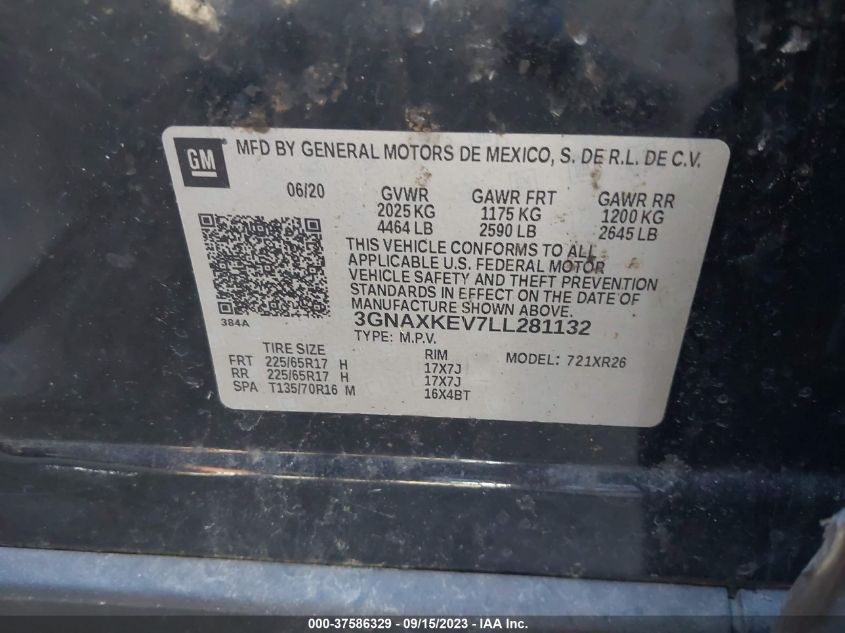 GM MFD BY GENERAL MOTORS DE MEXICO, S. DE R.L. DE C.V.
06/20 GVWR GAWR FRT GAWR RR
2025 KG 1175 KG 1200 KG
4464 LB 2590 LB 2645 LB
THIS VEHICLE CONFORMS TO ALL
APPLICABLE U.S. FEDERAL MOTOR
VEHICLE SAFETY AND THEFT PREVENTION
STANDARDS IN EFFECT ON THE DATE OF
MANUFACTURE SHOWN ABOVE.
384A 3GNAXKEV7LL281132
TYPE: M.P.V.
TIRE SIZE RIM MODEL: 721XR26
FRT 225/65R17 H 17X7J
RR 225/65R17 H 17X7J
SPA T135/70R16 M 16X4BT
000-37586329 - 09/15/2023 - © IAA, Inc.